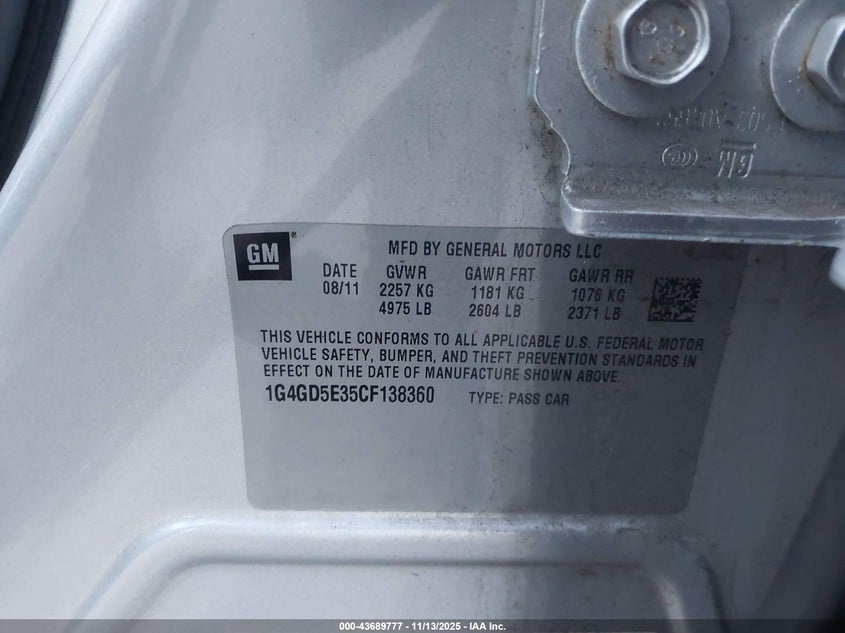 GM
MFD BY GENERAL MOTORS LLC
DATE GVWR GAWR FRT GAWR RR
08/11 2257 KG 1181 KG 1076 KG
4975 LB 2604 LB 2371 LB
THIS VEHICLE CONFORMS TO ALL APPLICABLE U.S. FEDERAL MOTOR
VEHICLE SAFETY, BUMPER, AND THEFT PREVENTION STANDARDS IN
EFFECT ON THE DATE OF MANUFACTURE SHOWN ABOVE.
1G4GD5E35CF138360 TYPE: PASS CAR
GM
000-43689777 - 11/13/2025 - IAA Inc.